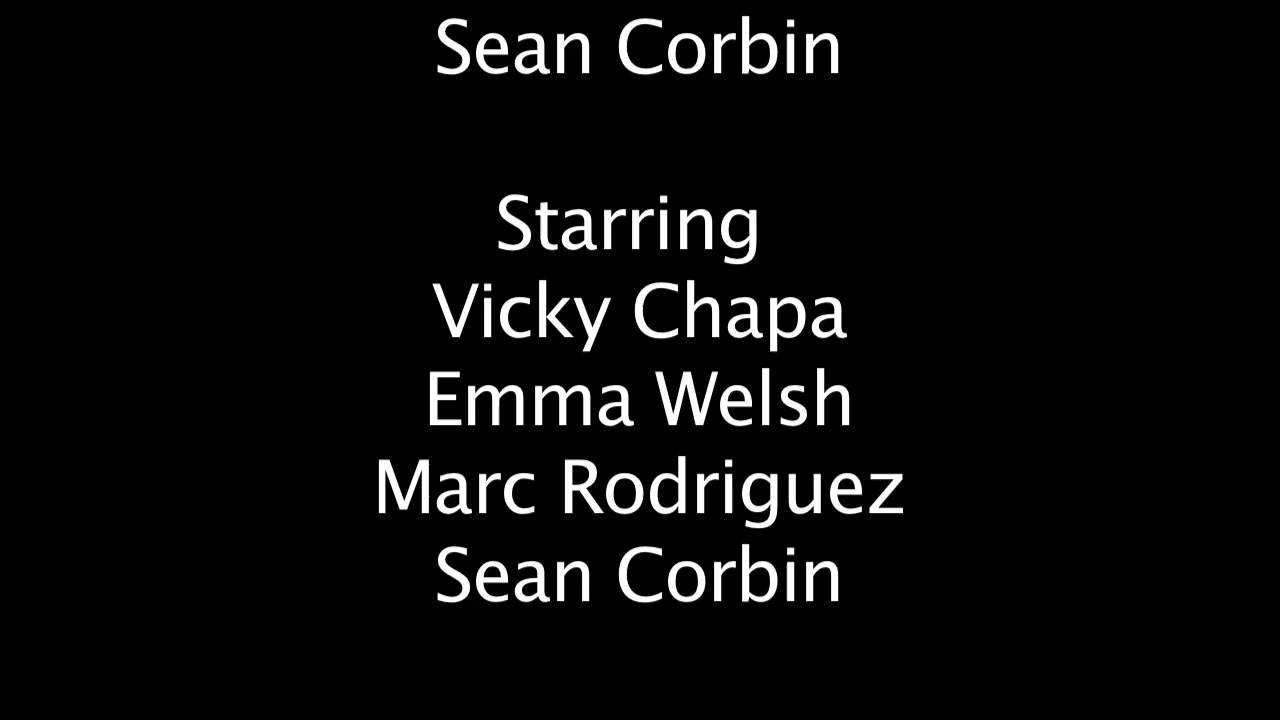 Sean Corbin
Starring
Vicky Chapa
Emma Welsh
Marc Rodriguez
Sean Corbin